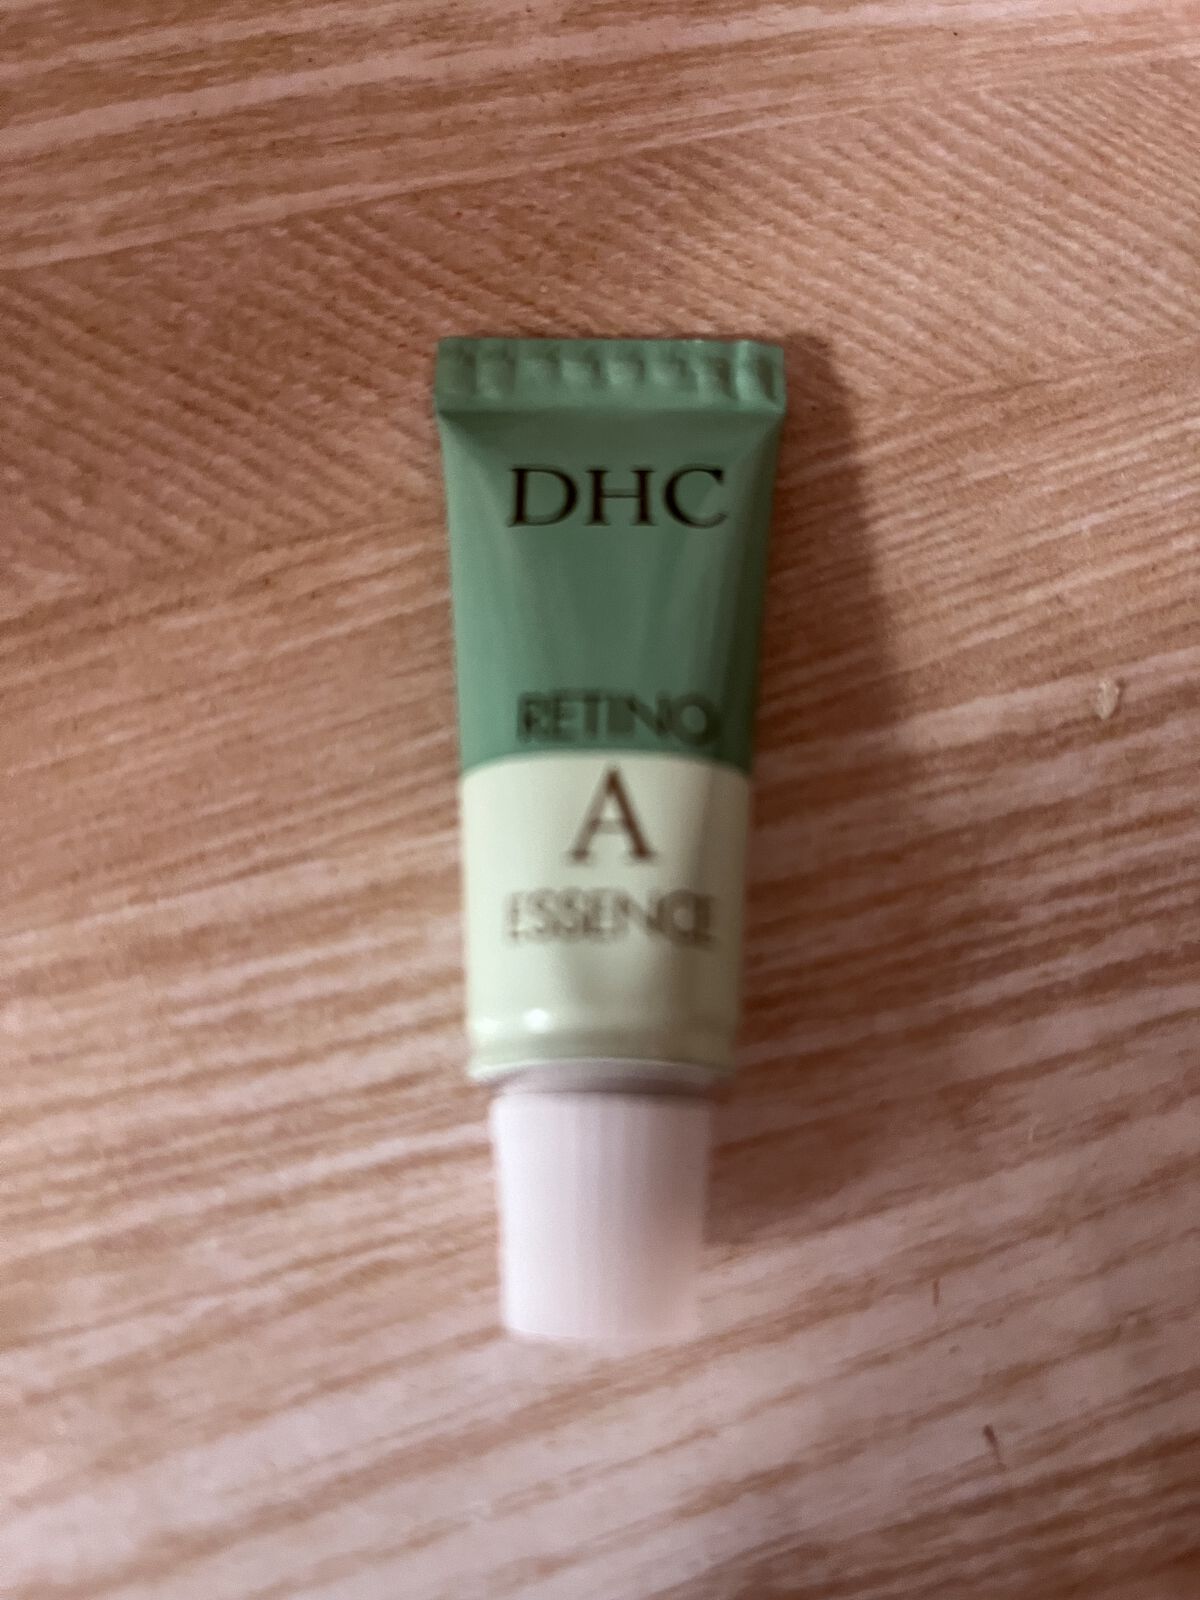 DHC
RETINO
A
ESSENCE